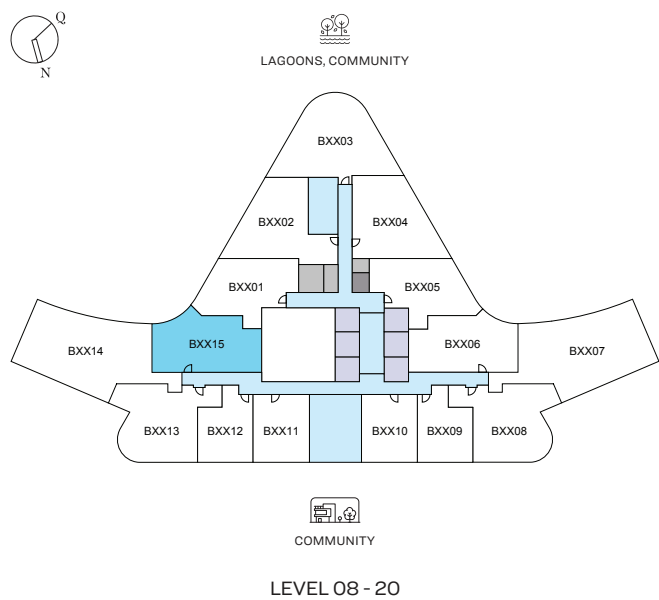 Q
N
LAGOONS, COMMUNITY
BXX03
BXX02
BXX04
BXX01
BXX05
BXX14
BXX15
BXX06
BXX07
BXX13
BXX12
BXX11
BXX10
BXX09
BXX08
COMMUNITY
LEVEL 08 - 20